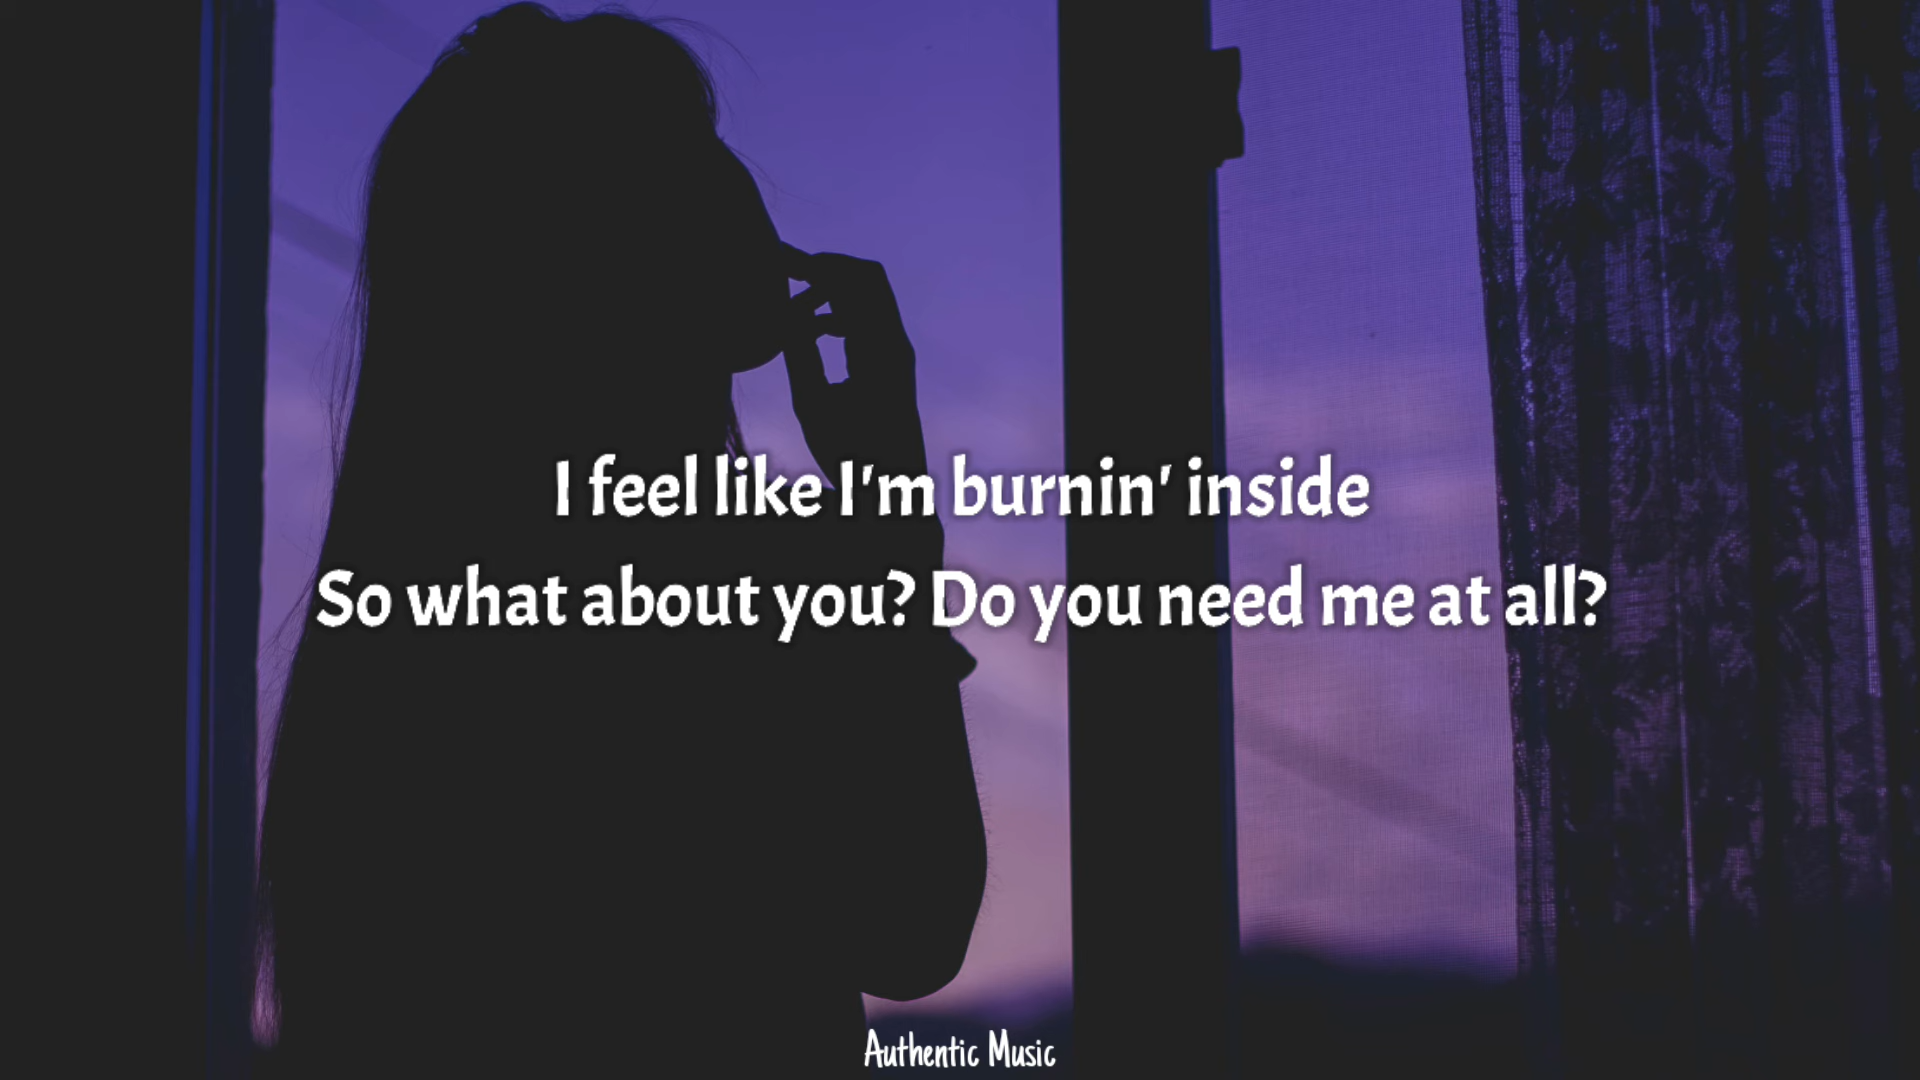 I feel like I'm burnin' inside
So what about you? Do you need me at all?
Authentic Music